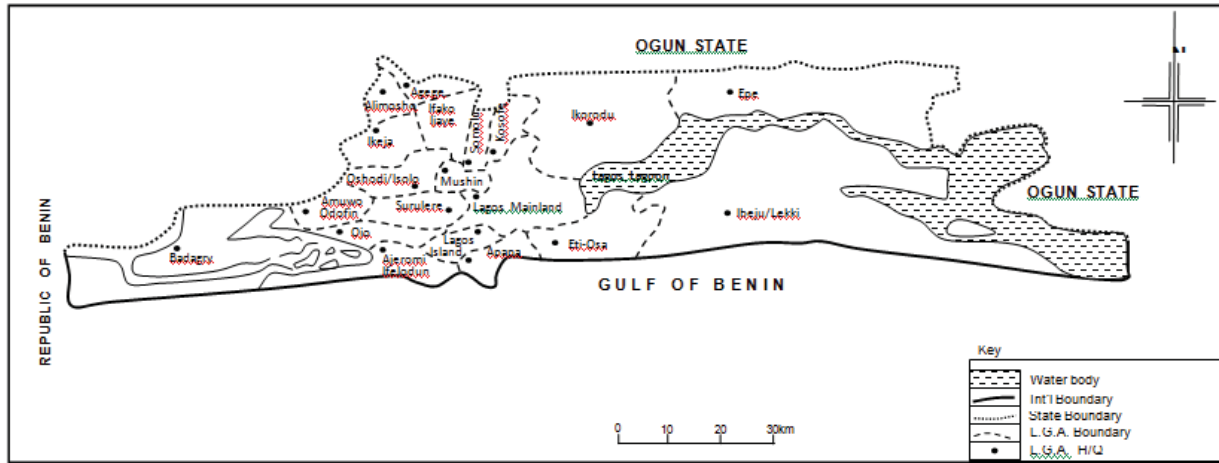 OGUN STATE
Agege
Alimosho
Ifako
Ijaye
Somolu
Kosofe
Ikorodu
Epe
Ikeja
Oshodi/Isolo
Mushin
Lagos Lagoon
OGUN STATE
Amuwo
Odofin
Surulere
Lagos Mainland
Ibeju/Lekki
Ojo
Lagos
Island
Eti-Osa
Badagry
Apapa
Ajeromi
Ifelodun
REPUBLIC OF BENIN
GULF OF BENIN
Key
Water body
Int'l Boundary
State Boundary
L.G.A. Boundary
L.G.A. H/Q
0 10 20 30km